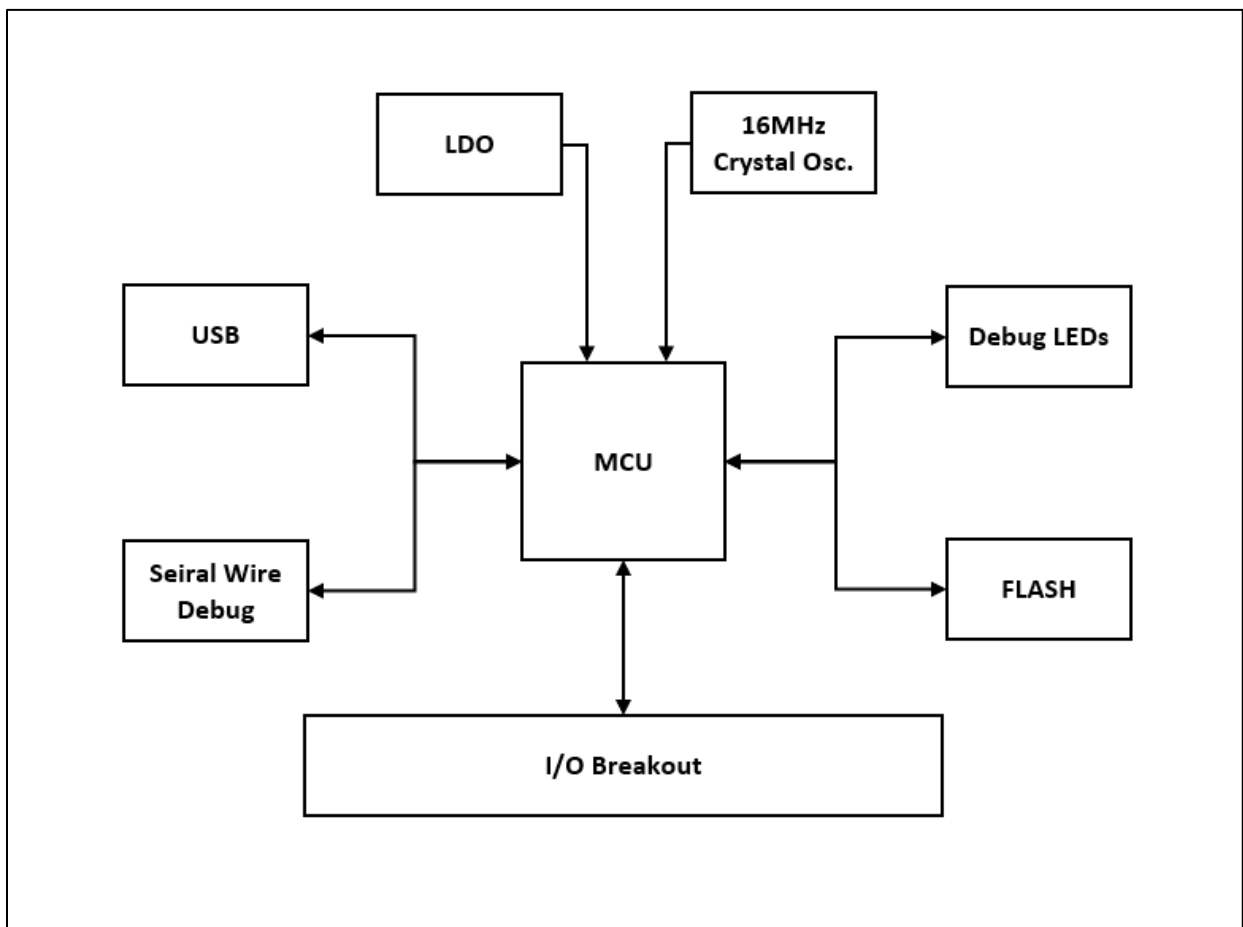 LDO
16MHz
Crystal Osc.
USB
Debug LEDs
MCU
Seiral Wire
Debug
FLASH
I/O Breakout